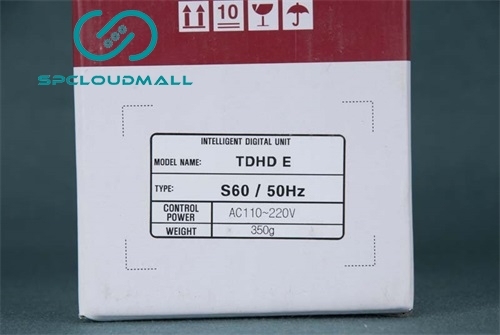 10
SPCLOUDMALL
INTELLIGENT DIGITAL UNIT
MODEL NAME: TDHD E
TYPE: S60 / 50Hz
CONTROL POWER AC110~220V
WEIGHT 350g